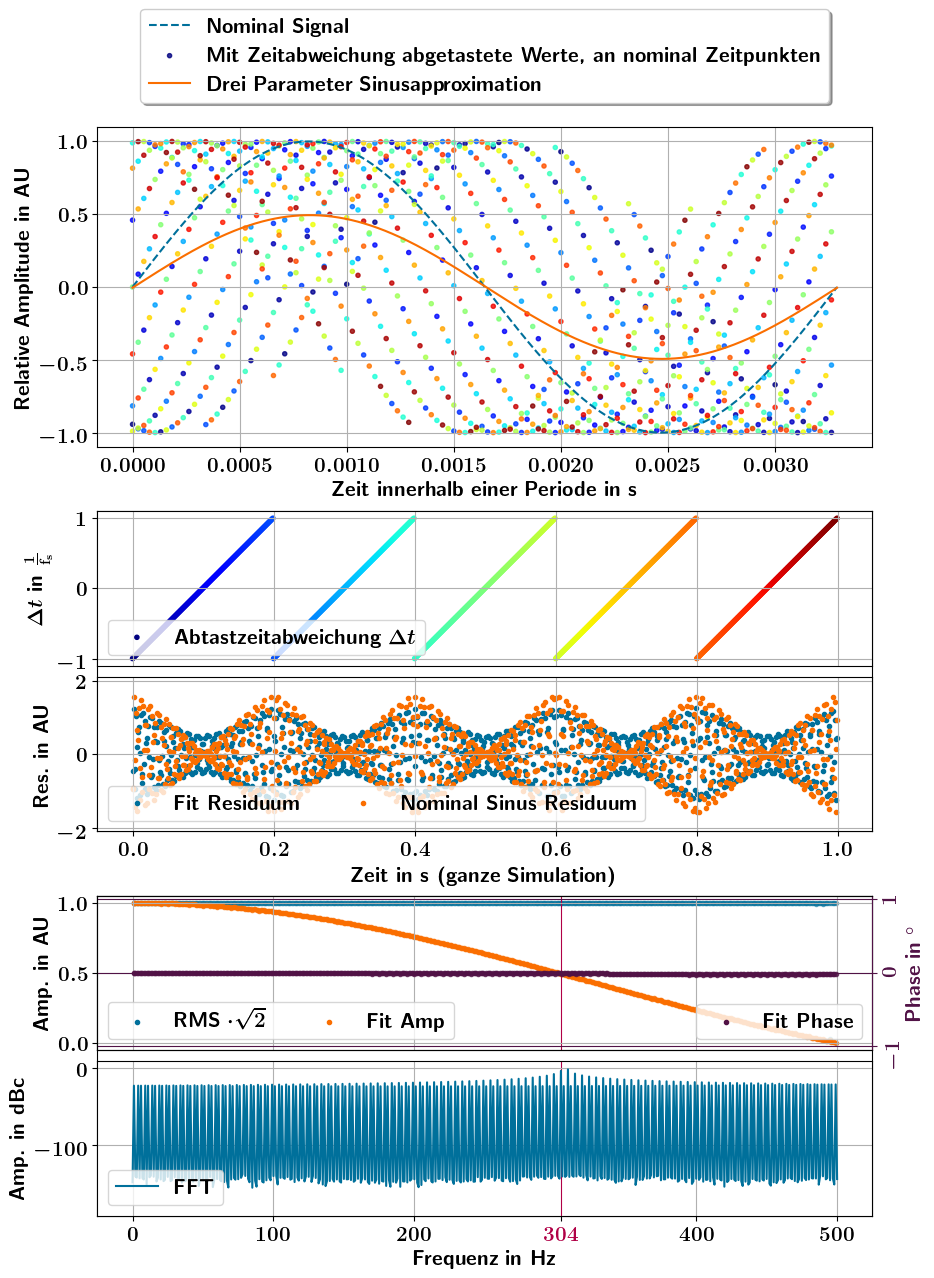 Nominal Signal
Mit Zeitabweichung abgetastete Werte, an nominal Zeitpunkten
Drei Parameter Sinusapproximation
Relative Amplitude in AU
1.0
0.5
0.0
−0.5
−1.0
0.0000 0.0005 0.0010 0.0015 0.0020 0.0025 0.0030
Zeit innerhalb einer Periode in s
Δt in 1/fs
1
0
−1
Abtastzeitabweichung Δt
Res. in AU
2
0
−2
Fit Residuum Nominal Sinus Residuum
0.0 0.2 0.4 0.6 0.8 1.0
Zeit in s (ganze Simulation)
Amp. in AU
1.0
0.5
0.0
RMS ·√2 Fit Amp
Fit Phase
1
0
−1
Phase in °
Amp. in dBc
0
−100
FFT
0 100 200 304 400 500
Frequenz in Hz